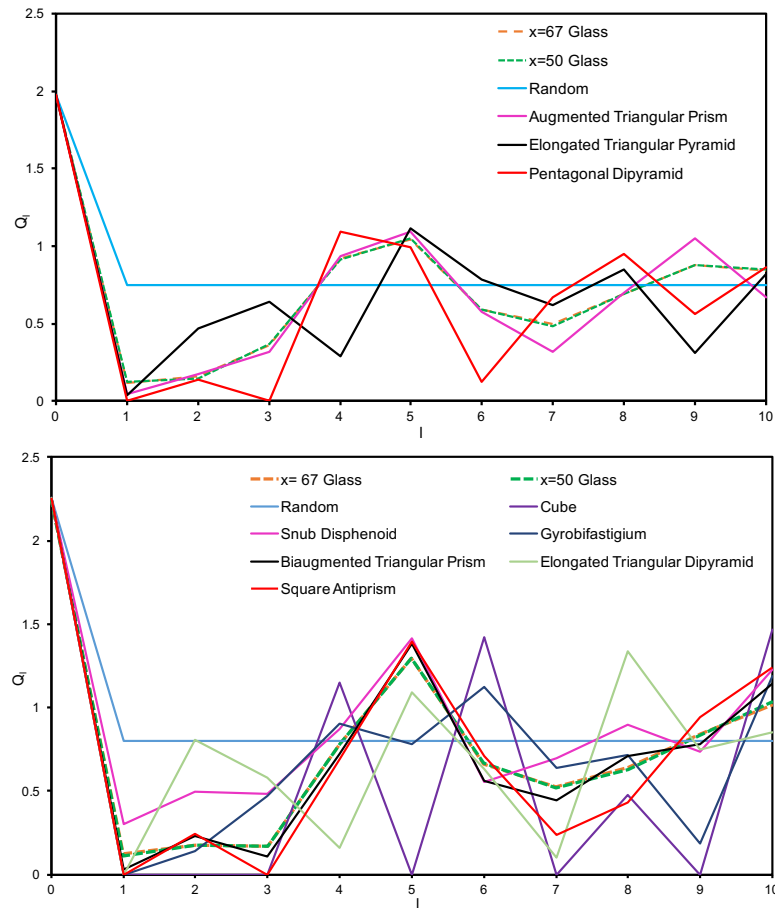 2.5
2
1.5
1
0.5
0
Q_l
0 1 2 3 4 5 6 7 8 9 10
l
x=67 Glass
x=50 Glass
Random
Augmented Triangular Prism
Elongated Triangular Pyramid
Pentagonal Dipyramid
2.5
2
1.5
1
0.5
0
Q_l
0 1 2 3 4 5 6 7 8 9 10
l
x= 67 Glass x=50 Glass
Random Cube
Snub Disphenoid Gyrobifastigium
Biaugmented Triangular Prism Elongated Triangular Dipyramid
Square Antiprism